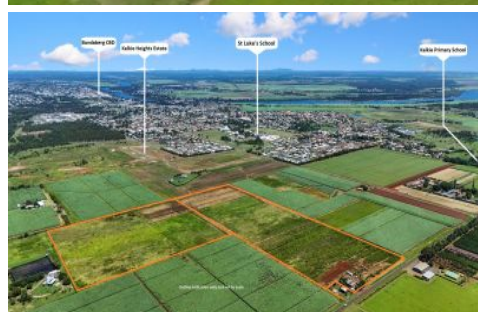 Bundaberg CBD
Kalkie Heights Estate
St Luke's School
Kalkie Primary School